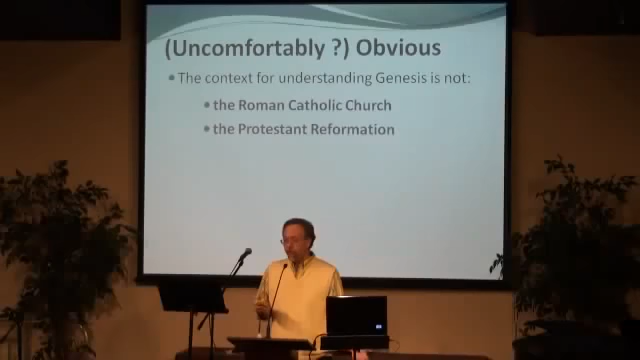 (Uncomfortably ?) Obvious
The context for understanding Genesis is not:
the Roman Catholic Church
the Protestant Reformation